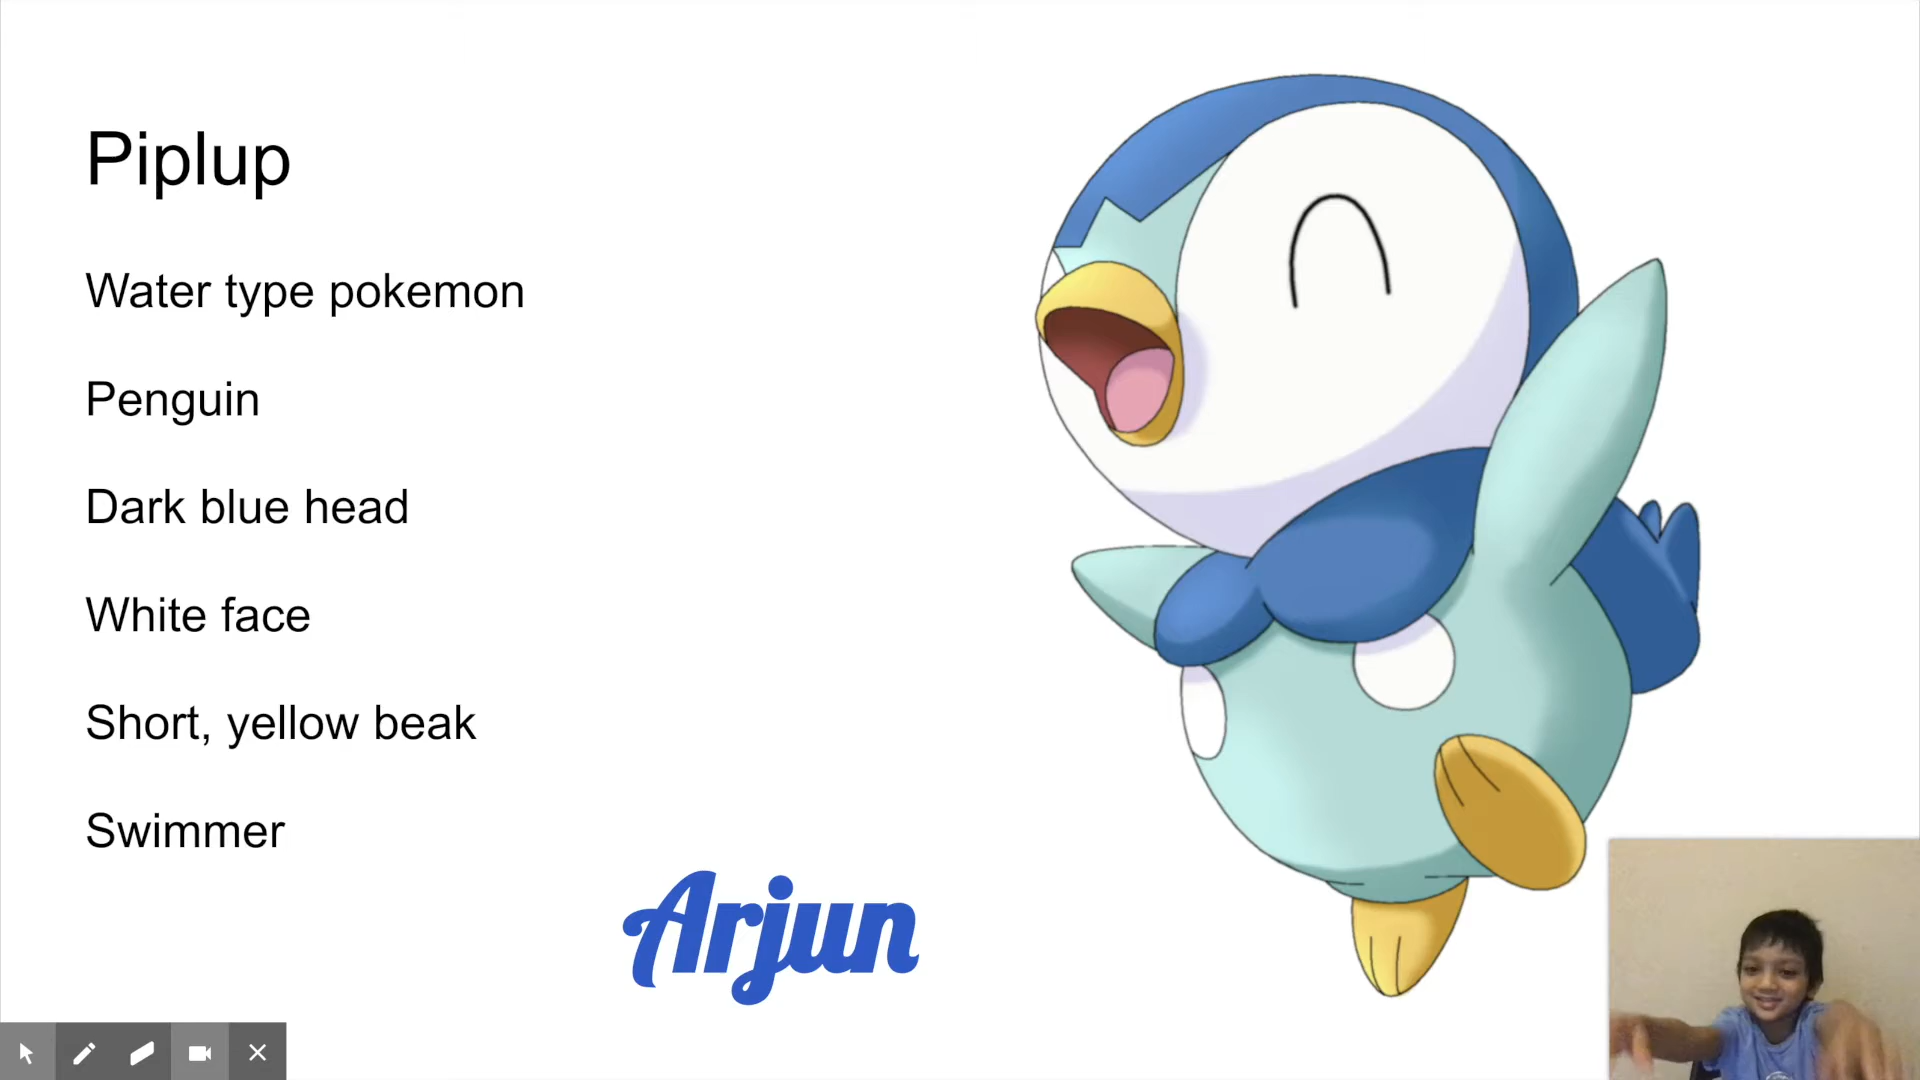 Piplup
Water type pokemon
Penguin
Dark blue head
White face
Short, yellow beak
Swimmer
Arjun